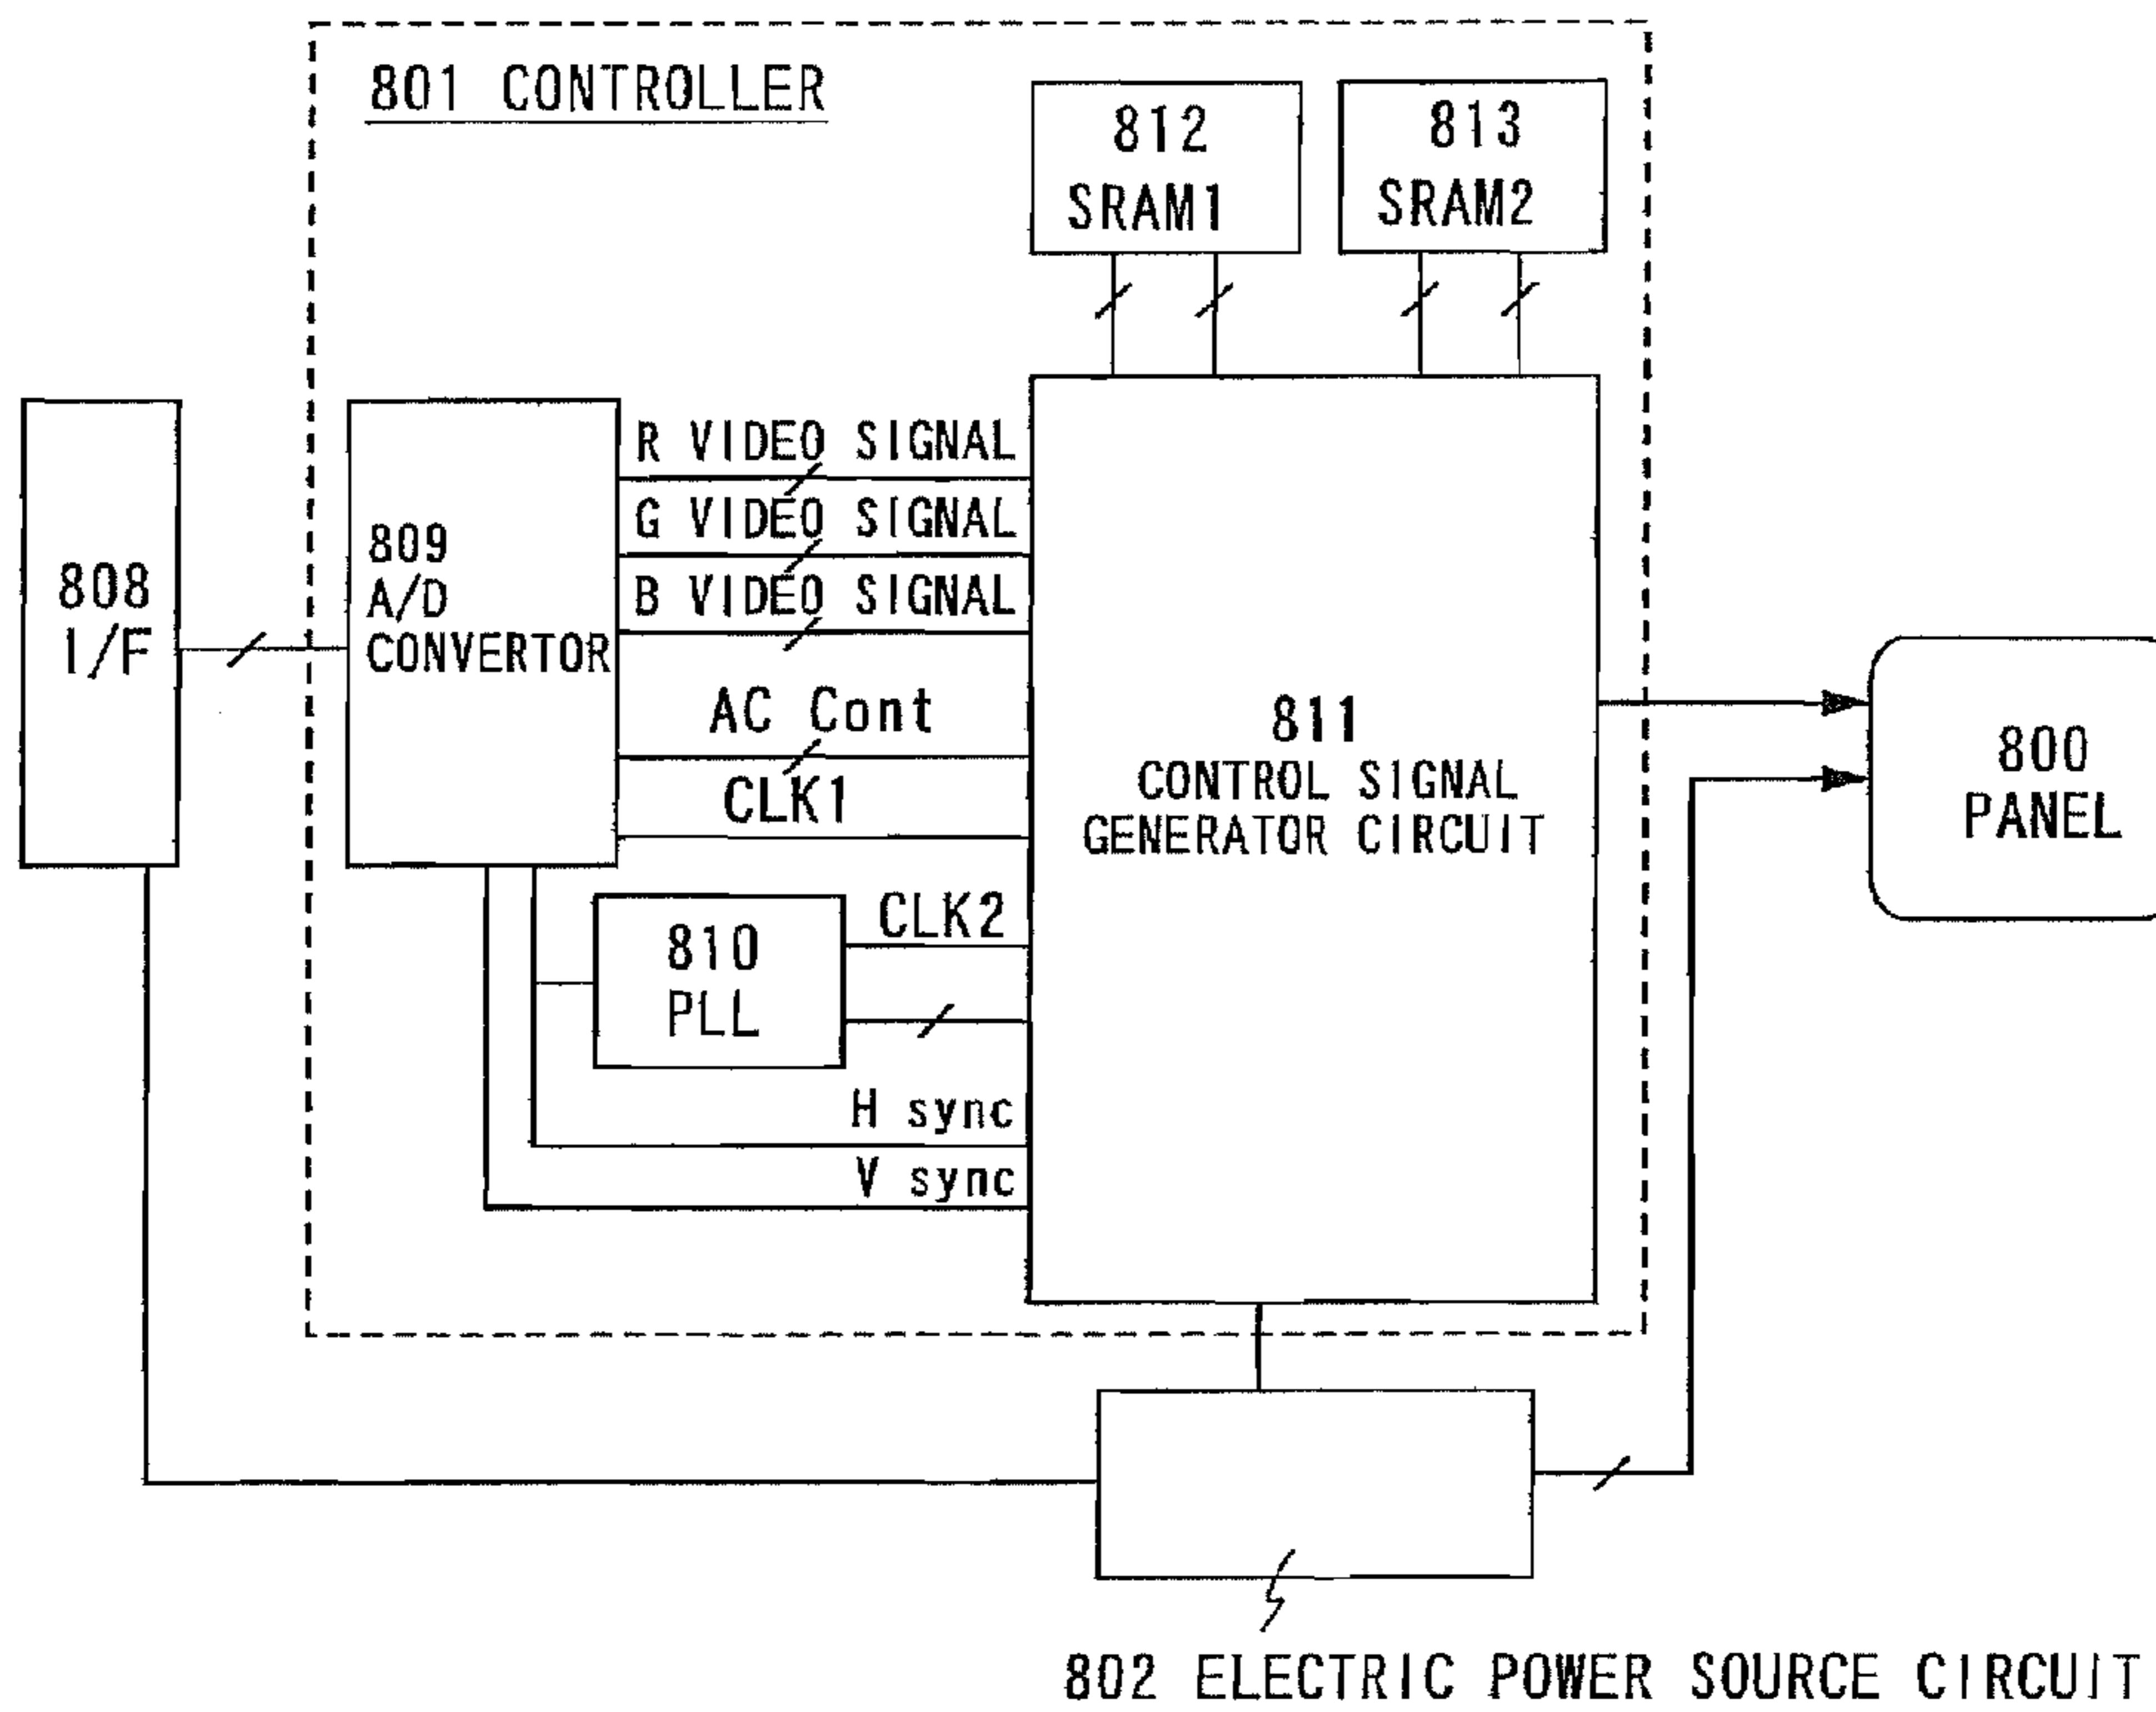 801 CONTROLLER
812
SRAM1
813
SRAM2
808
I/F
809
A/D
CONVERTOR
R VIDEO SIGNAL
G VIDEO SIGNAL
B VIDEO SIGNAL
AC Cont
CLK1
810
PLL
CLK2
H sync
V sync
811
CONTROL SIGNAL
GENERATOR CIRCUIT
800
PANEL
802 ELECTRIC POWER SOURCE CIRCUIT